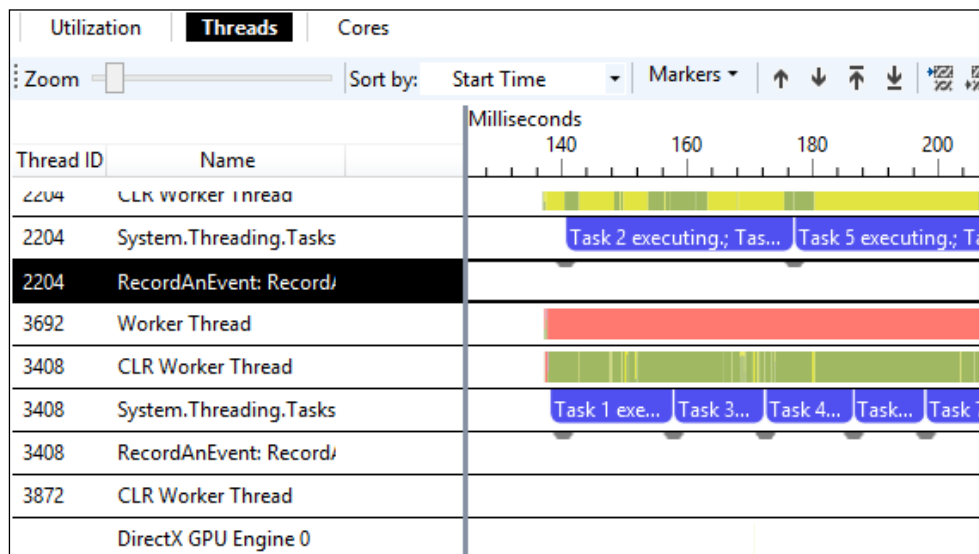 Utilization Threads Cores
Zoom Sort by: Start Time Markers
Milliseconds
140 160 180 200
Thread ID Name
2204 CLR Worker Thread
2204 System.Threading.Tasks Task 2 executing.; Tas... Task 5 executing.; Ta
2204 RecordAnEvent: RecordA
3692 Worker Thread
3408 CLR Worker Thread
3408 System.Threading.Tasks Task 1 exe... Task 3... Task 4... Task... Task 7
3408 RecordAnEvent: RecordA
3872 CLR Worker Thread
DirectX GPU Engine 0